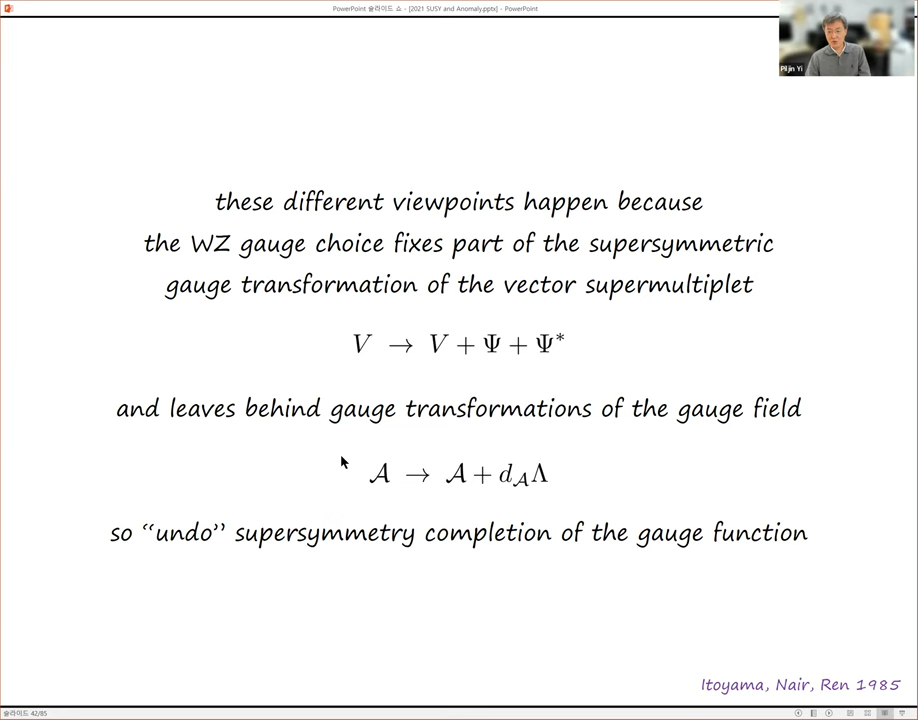 PowerPoint 슬라이드 쇼 - [2021 SUSY and Anomaly.pptx] - PowerPoint
Piljin Yi
these different viewpoints happen because
the WZ gauge choice fixes part of the supersymmetric
gauge transformation of the vector supermultiplet
V → V + Ψ + Ψ*
and leaves behind gauge transformations of the gauge field
𝒜 → 𝒜 + d_𝒜Λ
so “undo” supersymmetry completion of the gauge function
Itoyama, Nair, Ren 1985
슬라이드 42/85